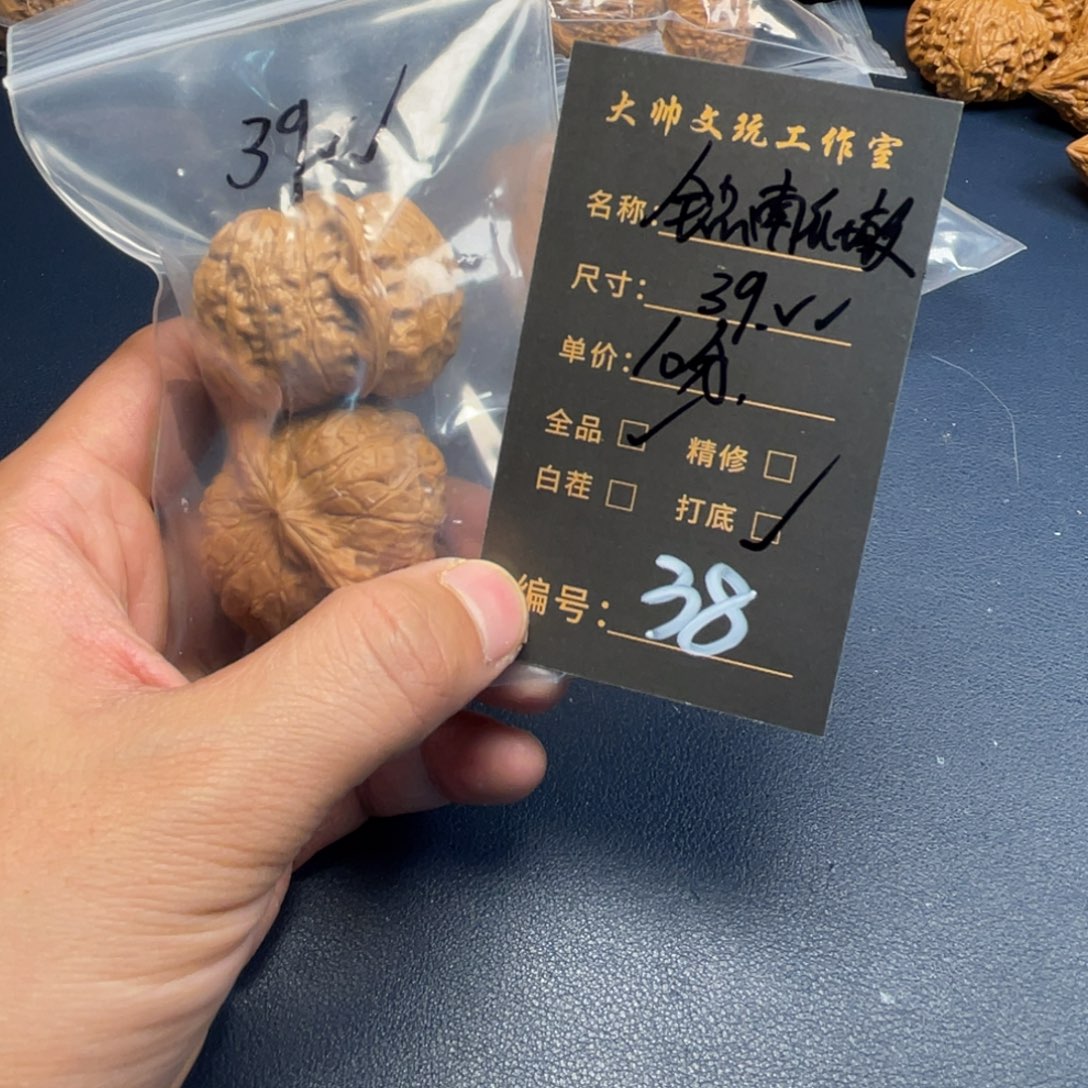 39.√√
大帅文玩工作室
名称：南瓜墩
尺寸：39.√√
单价：
全品 ☑ 精修 □
白茬 □ 打底 ☑
编号：38